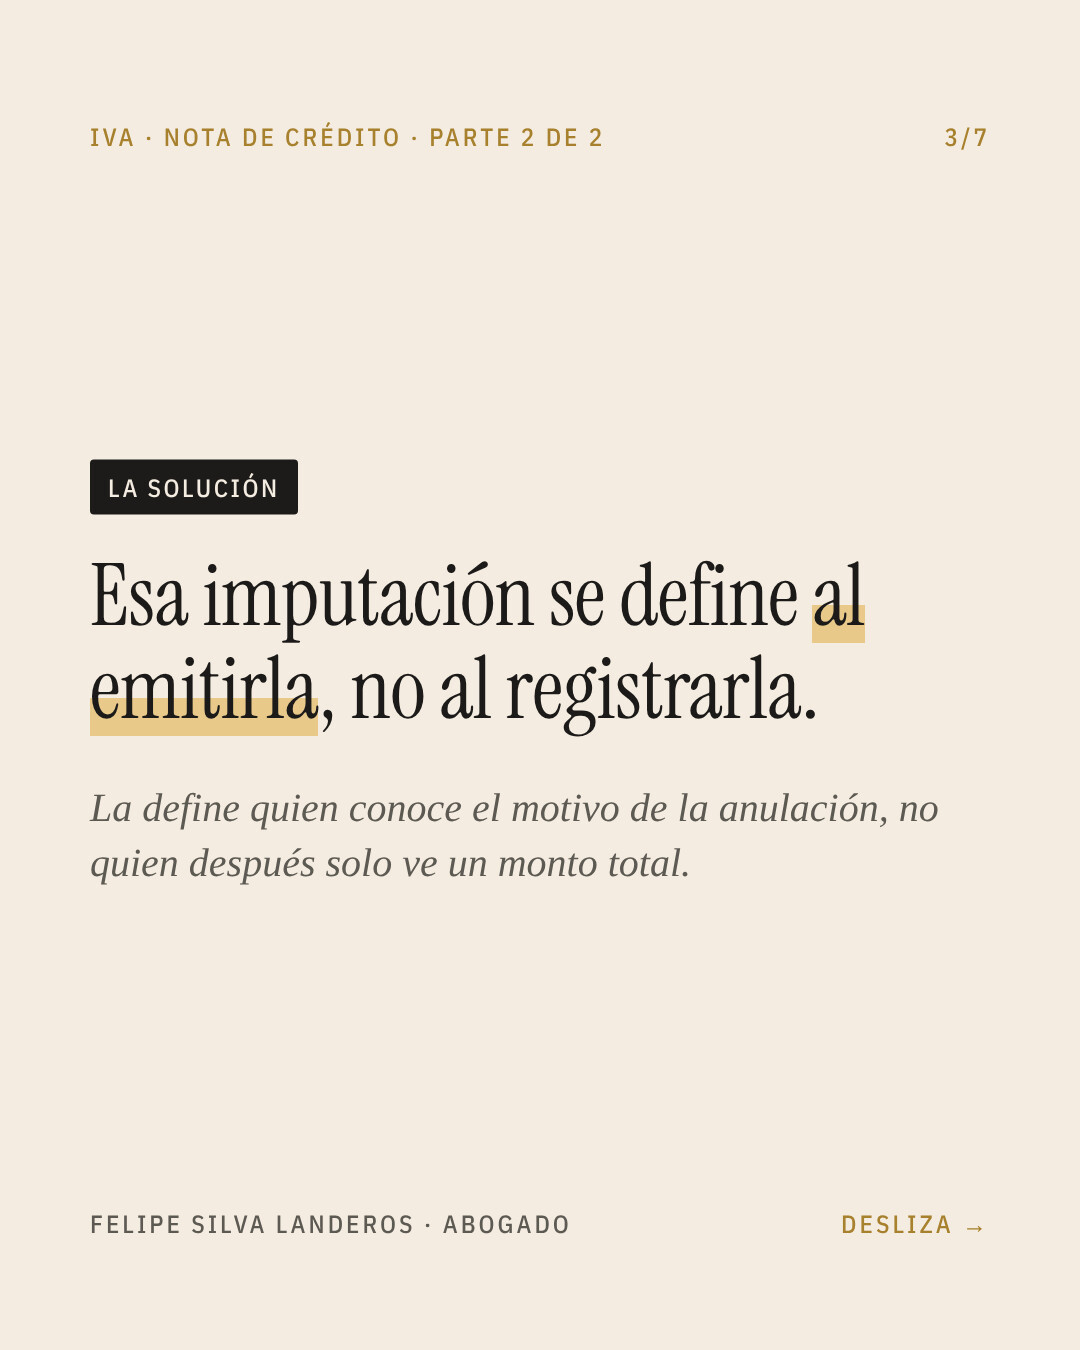 IVA · NOTA DE CRÉDITO · PARTE 2 DE 2
3/7
LA SOLUCIÓN
Esa imputación se define al
emitirla, no al registrarla.
La define quien conoce el motivo de la anulación, no
quien después solo ve un monto total.
FELIPE SILVA LANDEROS · ABOGADO
DESLIZA →